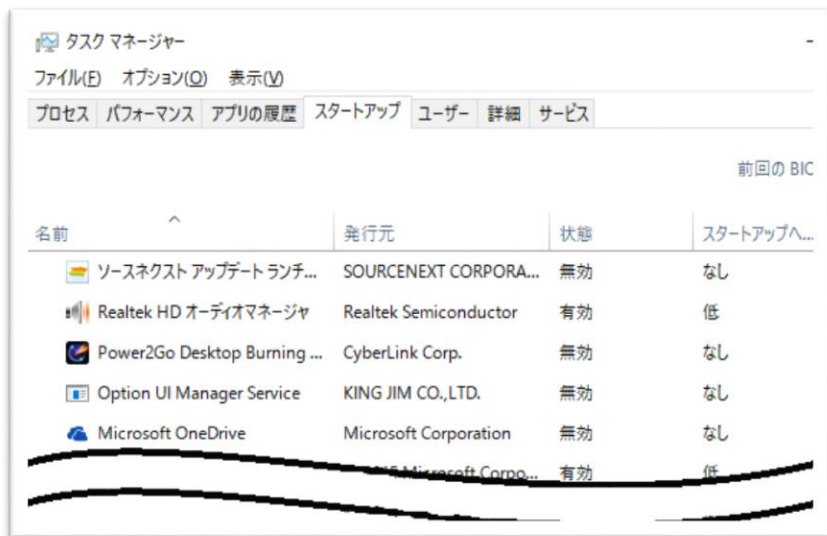 タスク マネージャー
ファイル(F) オプション(O) 表示(V)
プロセス パフォーマンス アプリの履歴 スタートアップ ユーザー 詳細 サービス
前回の BIO
名前 発行元 状態 スタートアップへ...
ソースネクスト アップデート ランチ... SOURCENEXT CORPORA... 無効 なし
Realtek HD オーディオマネージャ Realtek Semiconductor 有効 低
Power2Go Desktop Burning ... CyberLink Corp. 無効 なし
Option UI Manager Service KING JIM CO.,LTD. 無効 なし
Microsoft OneDrive Microsoft Corporation 無効 なし
Microsoft Corpo... 有効 低